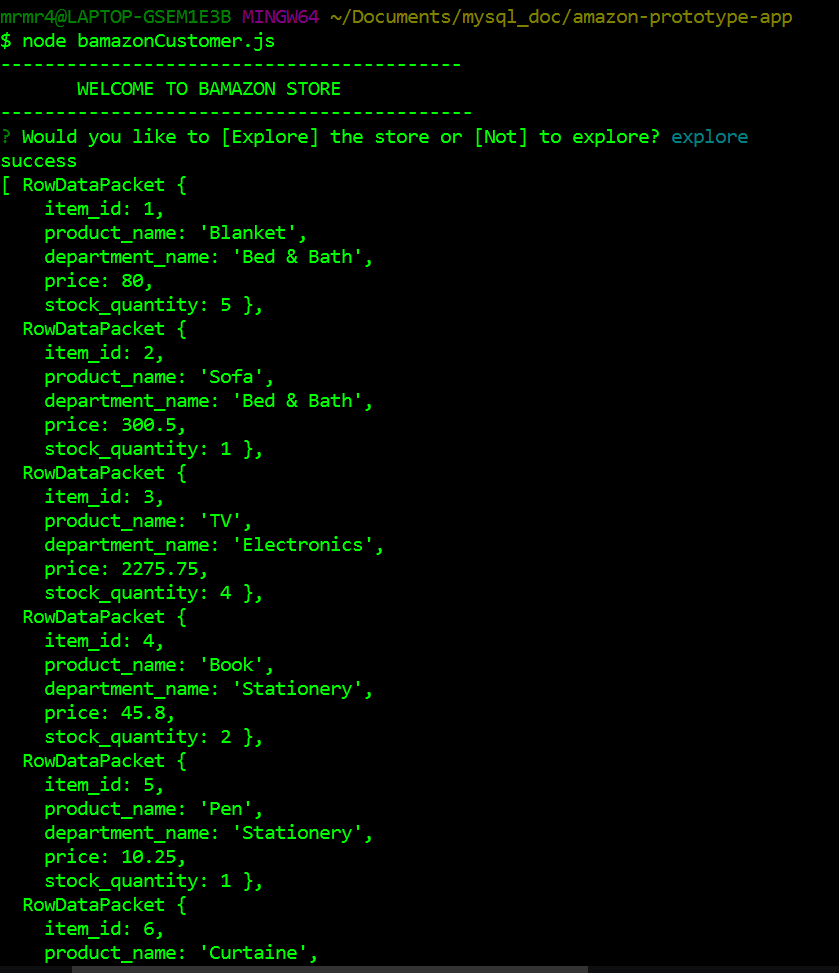 mrmr4@LAPTOP-GSEM1E3B MINGW64 ~/Documents/mysql_doc/amazon-prototype-app
$ node bamazonCustomer.js
------------------------------------------
       WELCOME TO BAMAZON STORE
-------------------------------------------
? Would you like to [Explore] the store or [Not] to explore? explore
success
[ RowDataPacket {
    item_id: 1,
    product_name: 'Blanket',
    department_name: 'Bed & Bath',
    price: 80,
    stock_quantity: 5 },
  RowDataPacket {
    item_id: 2,
    product_name: 'Sofa',
    department_name: 'Bed & Bath',
    price: 300.5,
    stock_quantity: 1 },
  RowDataPacket {
    item_id: 3,
    product_name: 'TV',
    department_name: 'Electronics',
    price: 2275.75,
    stock_quantity: 4 },
  RowDataPacket {
    item_id: 4,
    product_name: 'Book',
    department_name: 'Stationery',
    price: 45.8,
    stock_quantity: 2 },
  RowDataPacket {
    item_id: 5,
    product_name: 'Pen',
    department_name: 'Stationery',
    price: 10.25,
    stock_quantity: 1 },
  RowDataPacket {
    item_id: 6,
    product_name: 'Curtaine',